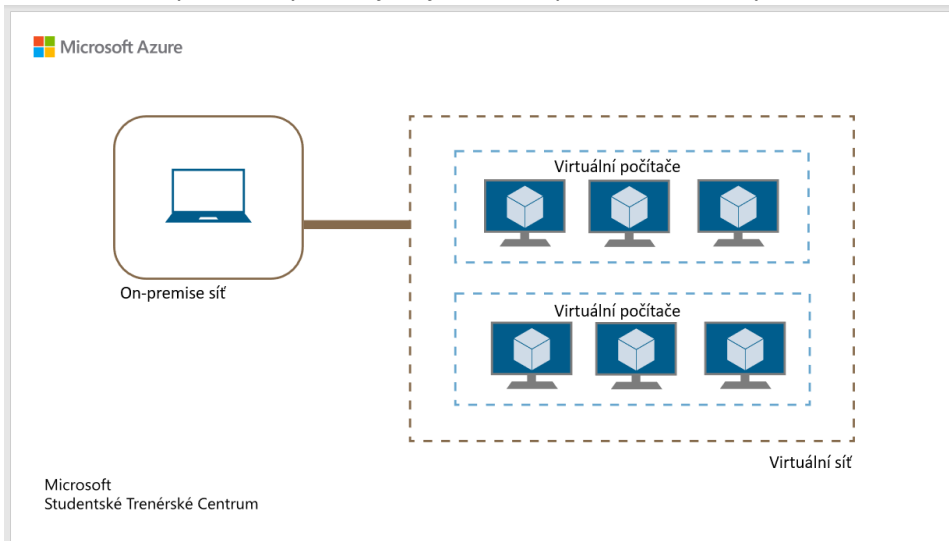 Microsoft Azure
Virtuální počítače
On-premise síť
Virtuální počítače
Virtuální síť
Microsoft
Studentské Trenérské Centrum